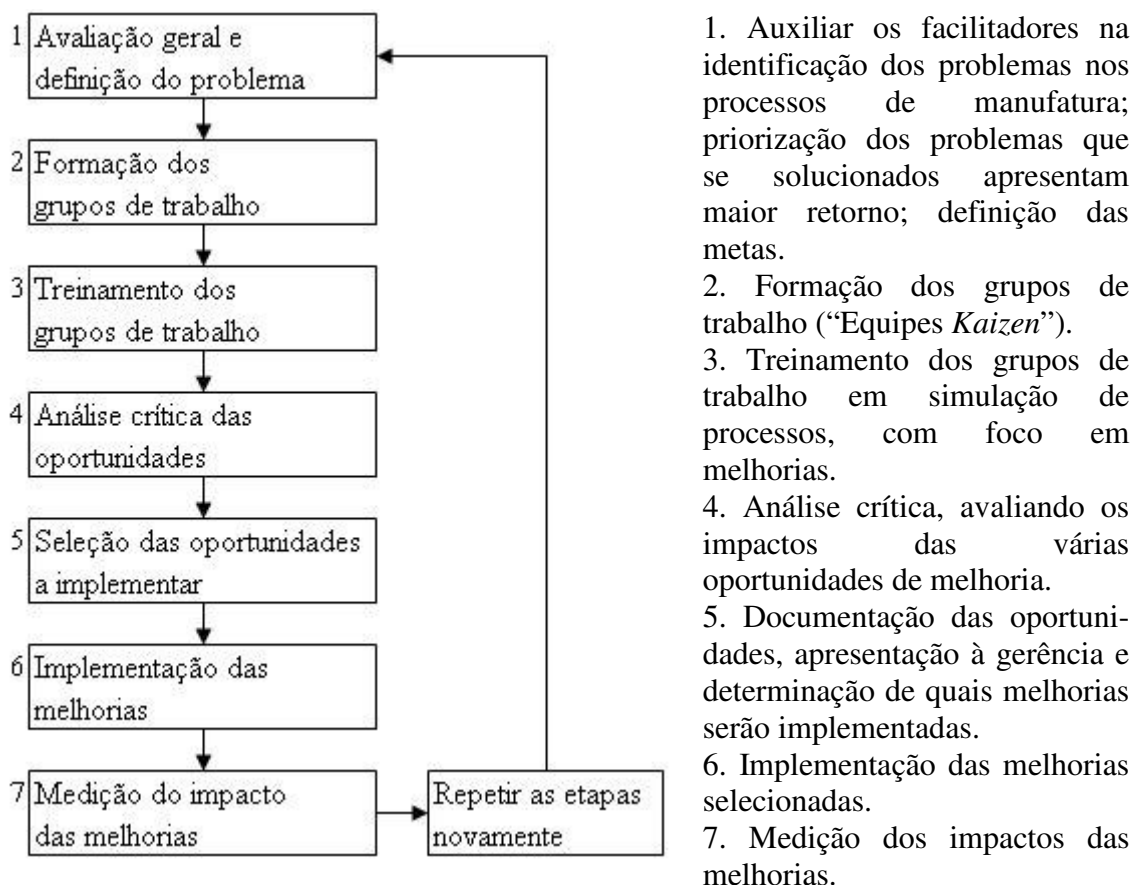 1 Avaliação geral e
definição do problema
2 Formação dos
grupos de trabalho
3 Treinamento dos
grupos de trabalho
4 Análise crítica das
oportunidades
5 Seleção das oportunidades
a implementar
6 Implementação das
melhorias
7 Medição do impacto
das melhorias
Repetir as etapas
novamente
1. Auxiliar os facilitadores na
identificação dos problemas nos
processos de manufatura;
priorização dos problemas que
se solucionados apresentam
maior retorno; definição das
metas.
2. Formação dos grupos de
trabalho (“Equipes Kaizen”).
3. Treinamento dos grupos de
trabalho em simulação de
processos, com foco em
melhorias.
4. Análise crítica, avaliando os
impactos das várias
oportunidades de melhoria.
5. Documentação das oportuni-
dades, apresentação à gerência e
determinação de quais melhorias
serão implementadas.
6. Implementação das melhorias
selecionadas.
7. Medição dos impactos das
melhorias.